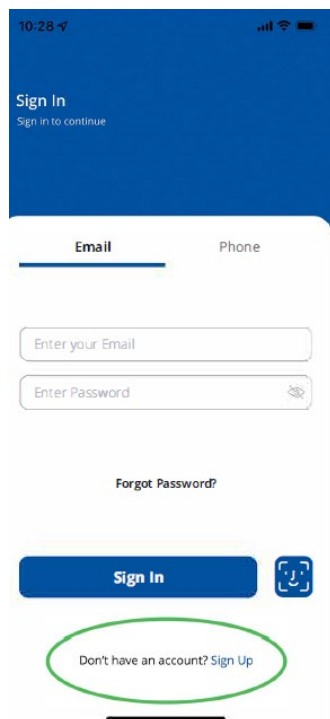 10:28
Sign In
Sign in to continue
Email Phone
Enter your Email
Enter Password
Forgot Password?
Sign In
Don't have an account? Sign Up